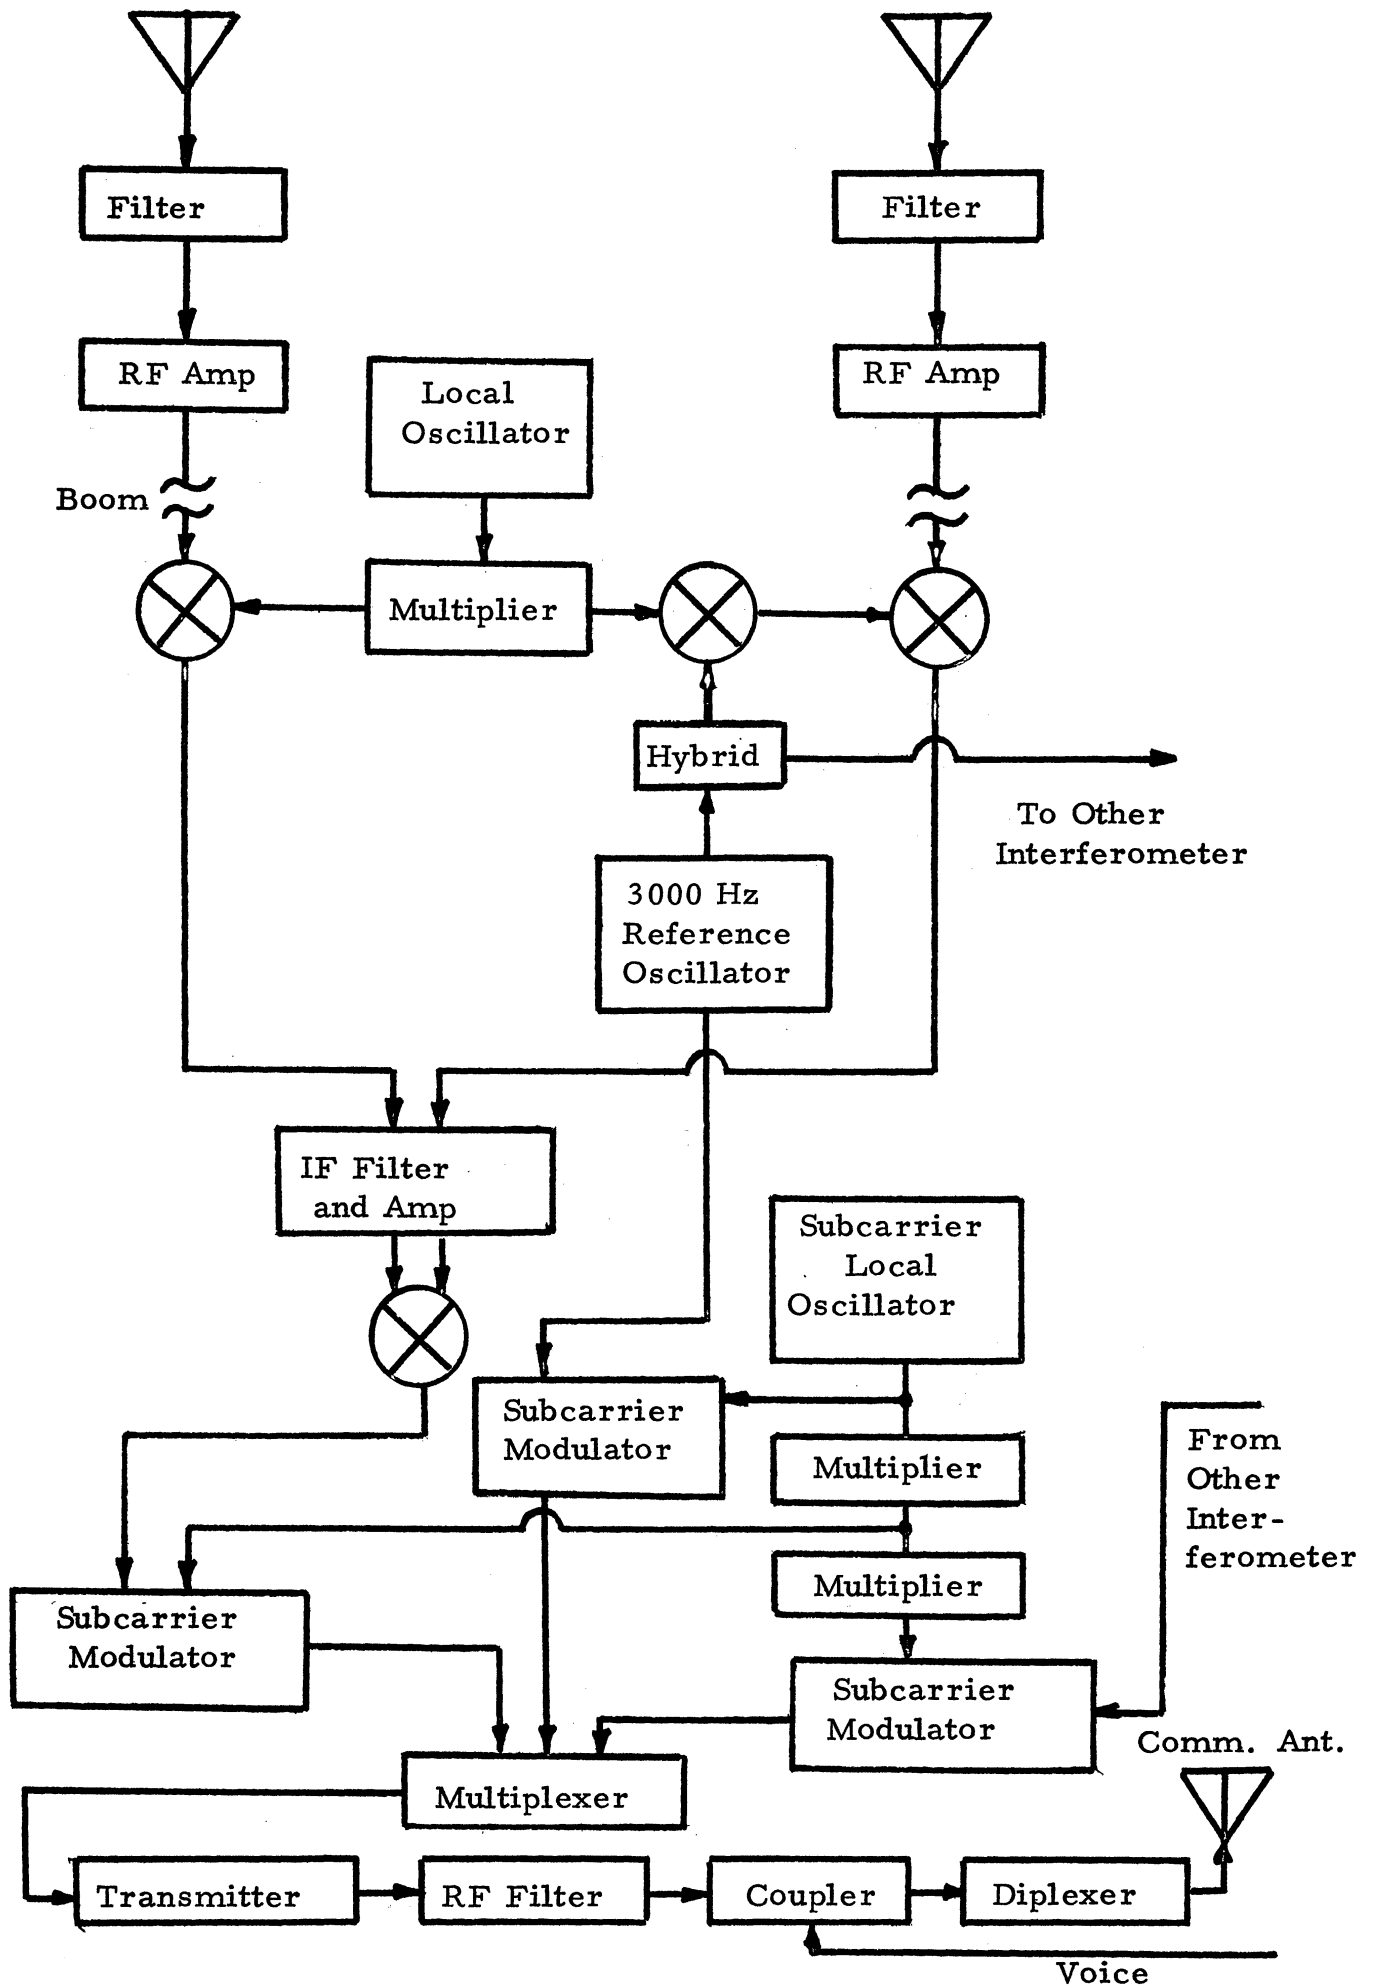 Filter
Filter
RF Amp
RF Amp
Local
Oscillator
Boom
Multiplier
Hybrid
To Other
Interferometer
3000 Hz
Reference
Oscillator
IF Filter
and Amp
Subcarrier
Local
Oscillator
Subcarrier
Modulator
Multiplier
From
Other
Inter-
ferometer
Multiplier
Subcarrier
Modulator
Subcarrier
Modulator
Comm. Ant.
Multiplexer
Transmitter
RF Filter
Coupler
Diplexer
Voice